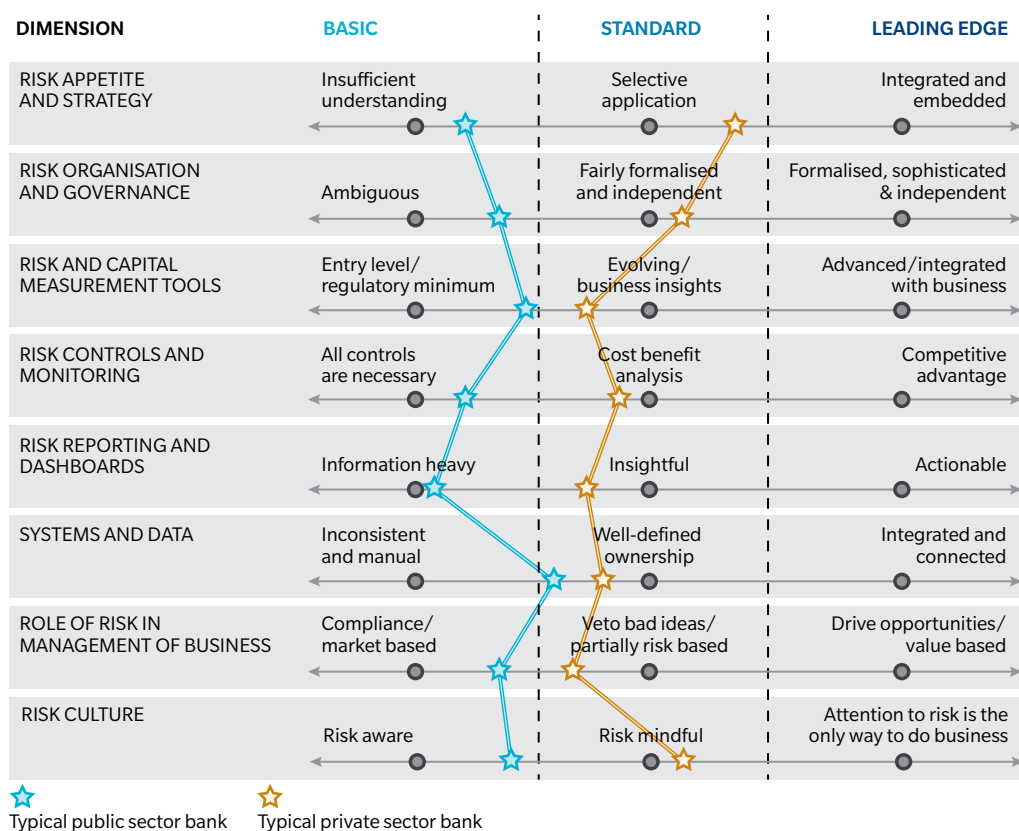 DIMENSION
BASIC
STANDARD
LEADING EDGE
RISK APPETITE
AND STRATEGY
Insufficient
understanding
Selective
application
Integrated and
embedded
RISK ORGANISATION
AND GOVERNANCE
Ambiguous
Fairly formalised
and independent
Formalised, sophisticated
& independent
RISK AND CAPITAL
MEASUREMENT TOOLS
Entry level/
regulatory minimum
Evolving/
business insights
Advanced/integrated
with business
RISK CONTROLS AND
MONITORING
All controls
are necessary
Cost benefit
analysis
Competitive
advantage
RISK REPORTING AND
DASHBOARDS
Information heavy
Insightful
Actionable
SYSTEMS AND DATA
Inconsistent
and manual
Well-defined
ownership
Integrated and
connected
ROLE OF RISK IN
MANAGEMENT OF BUSINESS
Compliance/
market based
Veto bad ideas/
partially risk based
Drive opportunities/
value based
RISK CULTURE
Risk aware
Risk mindful
Attention to risk is the
only way to do business
Typical public sector bank
Typical private sector bank